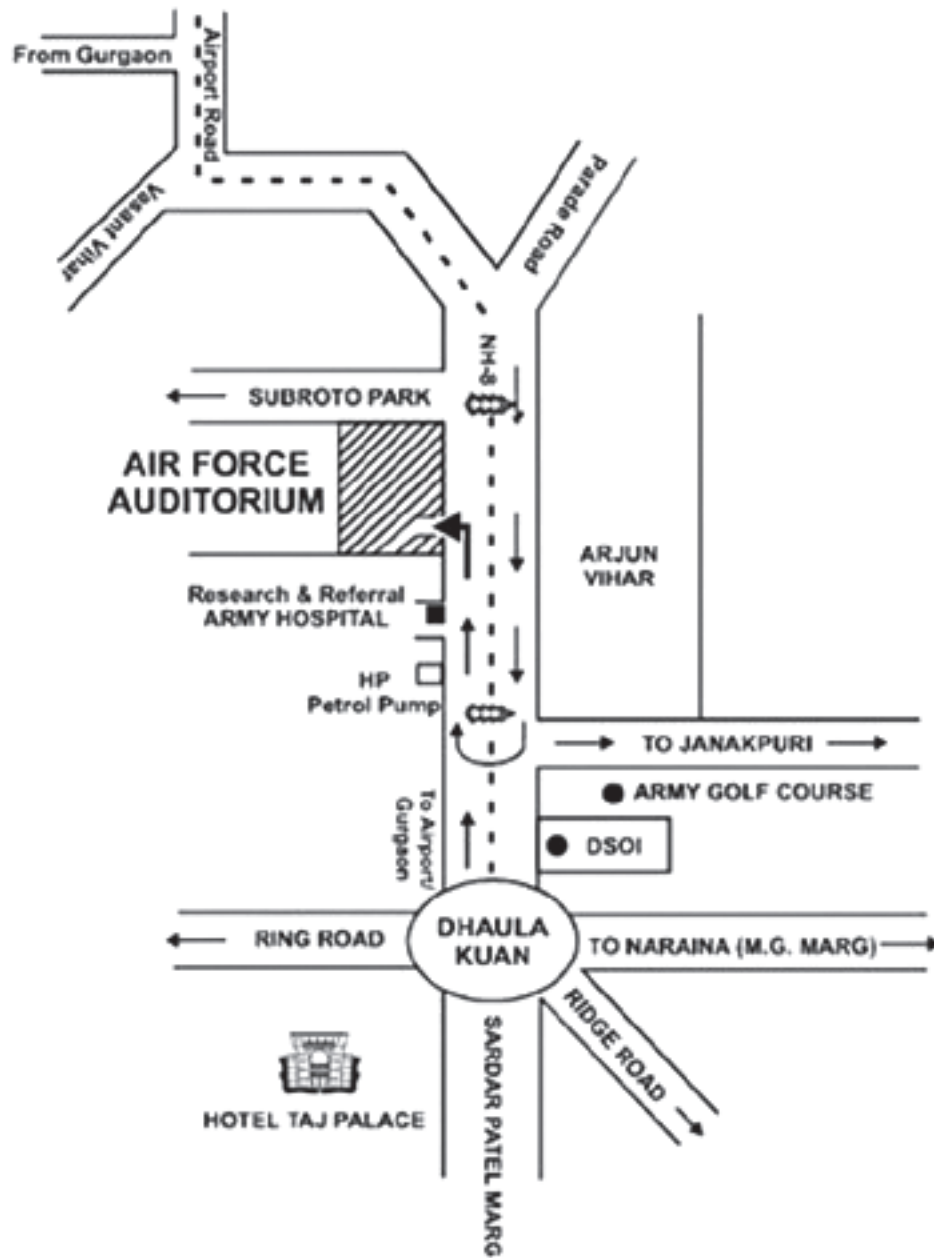 From Gurgaon
Airport Road
Vasant Vihar
Parade Road
NH-8
SUBROTO PARK
AIR FORCE
AUDITORIUM
ARJUN
VIHAR
Research & Referral
ARMY HOSPITAL
HP
Petrol Pump
TO JANAKPURI
ARMY GOLF COURSE
To Airport/
Gurgaon
DSOI
RING ROAD
DHAULA
KUAN
TO NARAINA (M.G. MARG)
RIDGE ROAD
SARDAR PATEL MARG
HOTEL TAJ PALACE